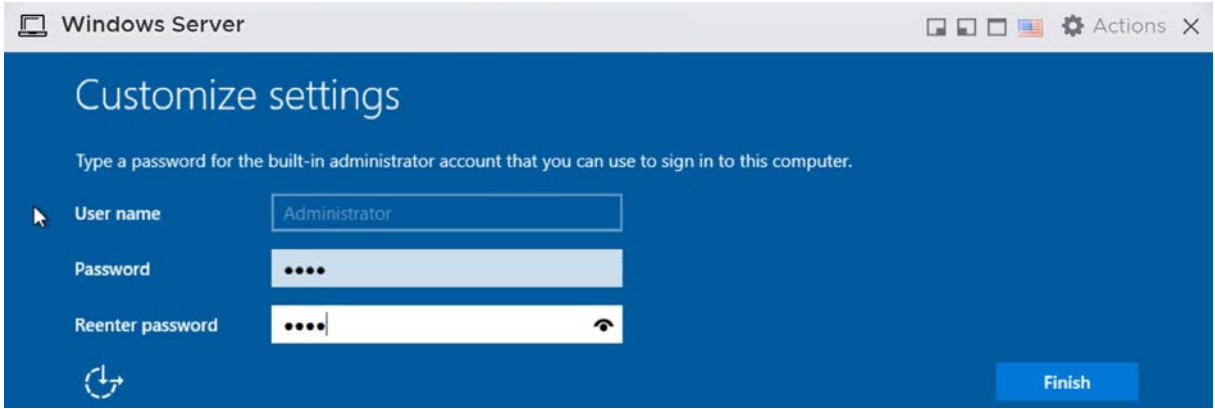 Windows Server
Actions
Customize settings
Type a password for the built-in administrator account that you can use to sign in to this computer.
User name Administrator
Password ••••
Reenter password ••••
Finish